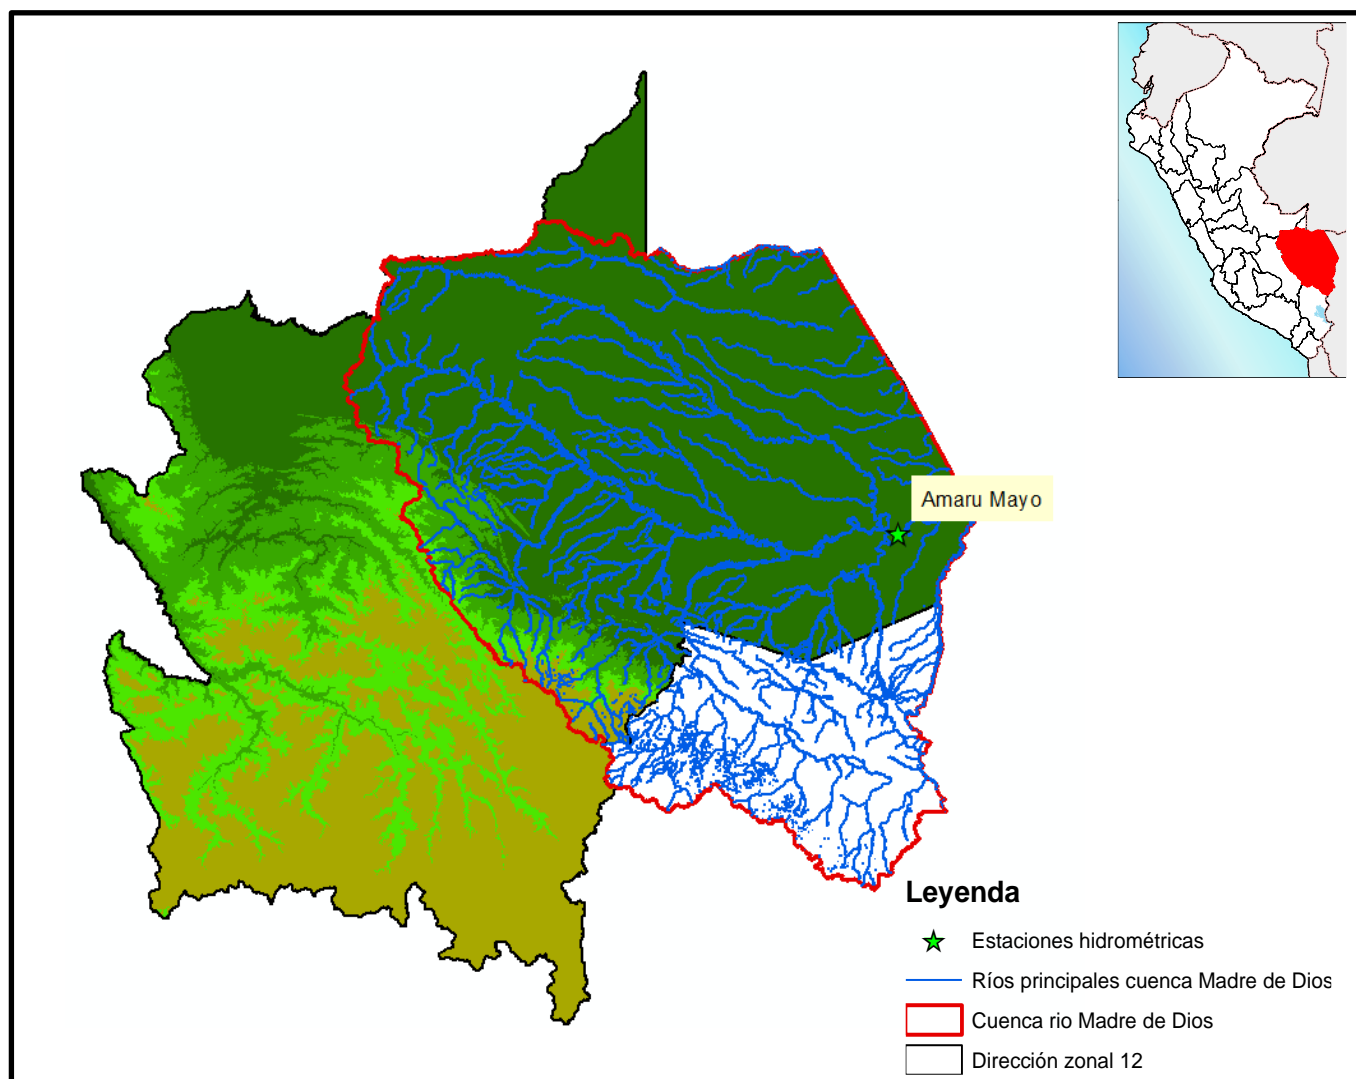 Amaru Mayo
Leyenda
Estaciones hidrométricas
Ríos principales cuenca Madre de Dios
Cuenca rio Madre de Dios
Dirección zonal 12